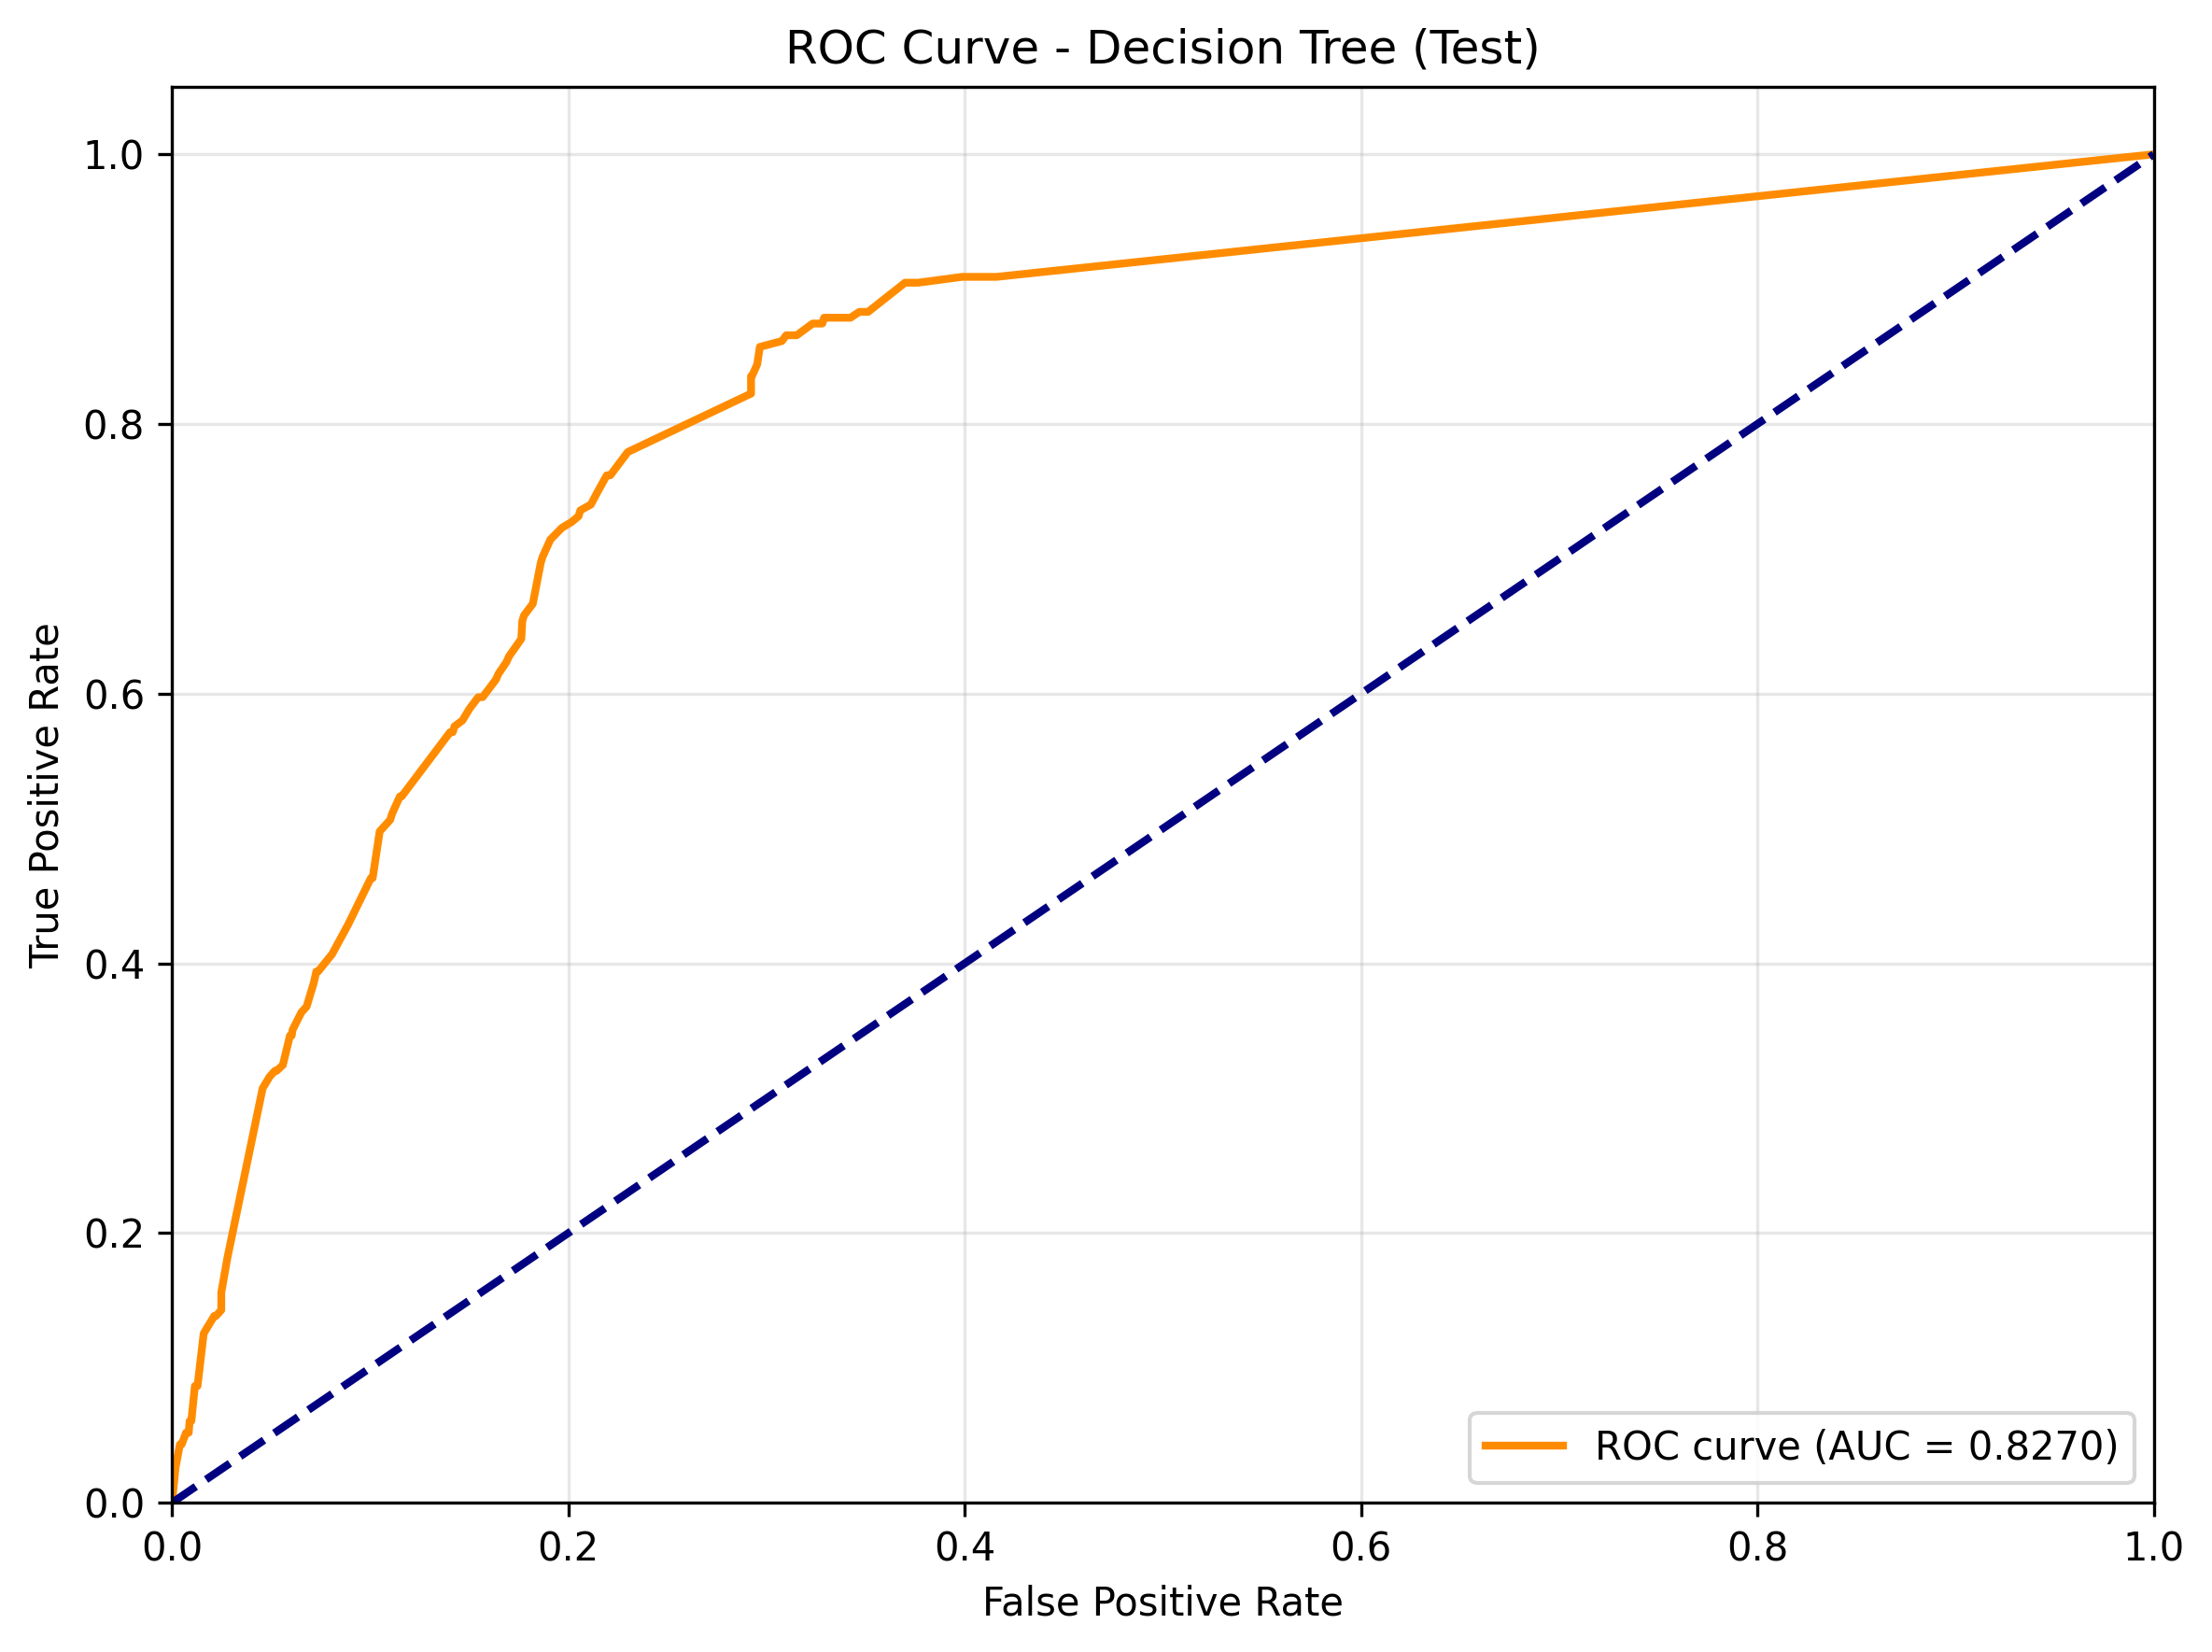 ROC Curve - Decision Tree (Test)
True Positive Rate
1.0
0.8
0.6
0.4
0.2
0.0
ROC curve (AUC = 0.8270)
0.0 0.2 0.4 0.6 0.8 1.0
False Positive Rate